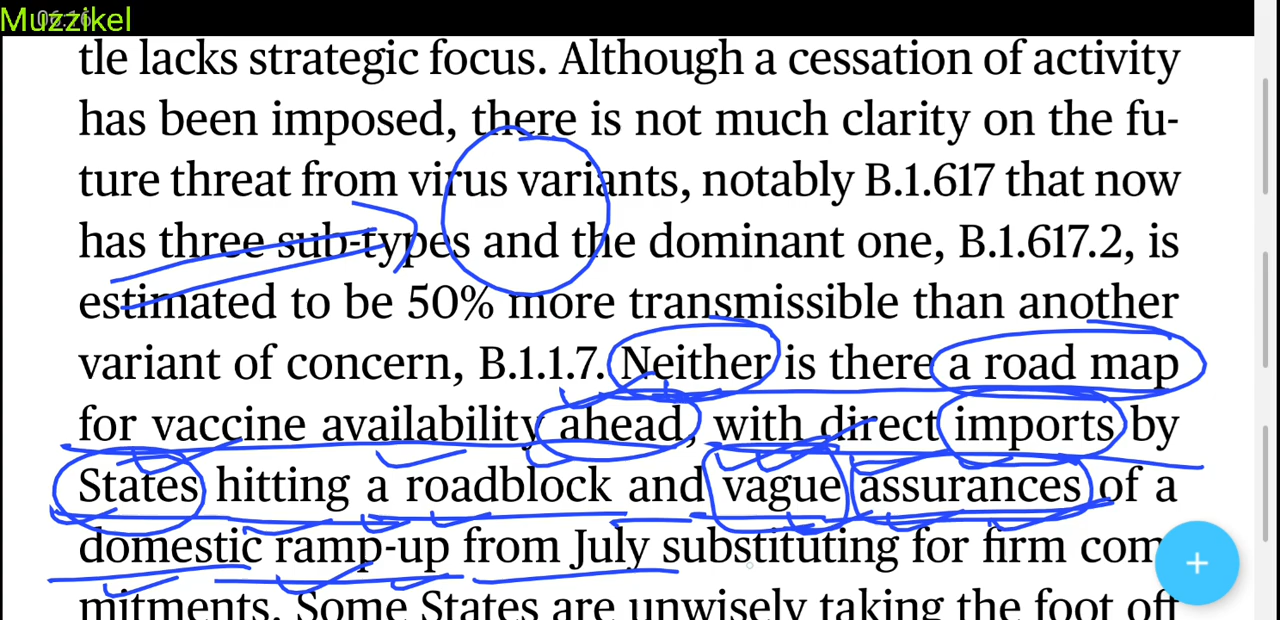 Muzzikel
06:16
tle lacks strategic focus. Although a cessation of activity
has been imposed, there is not much clarity on the fu-
ture threat from virus variants, notably B.1.617 that now
has three sub-types and the dominant one, B.1.617.2, is
estimated to be 50% more transmissible than another
variant of concern, B.1.1.7. Neither is there a road map
for vaccine availability ahead, with direct imports by
States hitting a roadblock and vague assurances of a
domestic ramp-up from July substituting for firm com-
mitments. Some States are unwisely taking the foot off